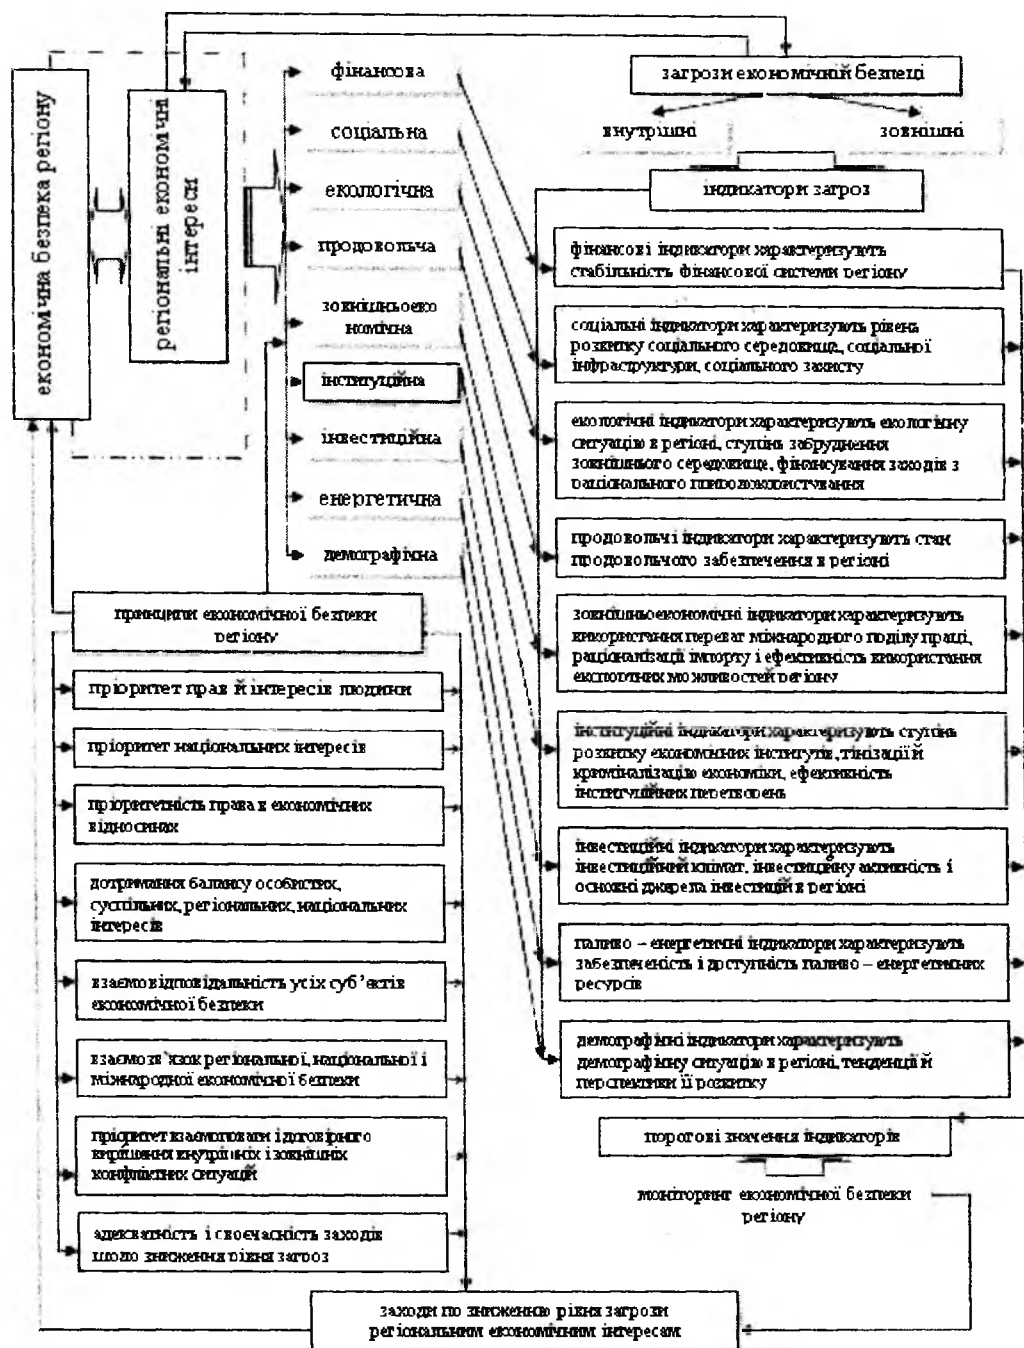 економічна безпека регіону
регіональні економічні
інтереси
фінансова
соціальна
екологічна
продовольча
зовнішньоеко
номічна
інституційна
інвестиційна
енергетична
демографічна
загрози економічній безпеці
внутрішні
зовнішні
індикатори загроз
фінансові індикатори характеризують
стабільність фінансової системи регіону
соціальні індикатори характеризують рівень
розвитку соціального середовища, соціальної
інфраструктури, соціального захисту
екологічні індикатори характеризують екологічну
ситуацію в регіоні, ступінь забруднення
зовнішнього середовище, фінансування заходів з
раціонального природокористування
продовольчі індикатори характеризують стан
продовольчого забезпечення в регіоні
зовнішньоекономічні індикатори характеризують
використання переваг міжнародного поділу праці,
раціоналізації імпорту і ефективність використання
експортних можливостей регіону
інституційні індикатори характеризують ступінь
розвитку економічних інститутів, тінізації й
криміналізацію економіки, ефективність
інституційних перетворень
інвестиційні індикатори характеризують
інвестиційний клімат, інвестиційну активність і
основні джерела інвестицій в регіоні
паливо – енергетичні індикатори характеризують
забезпеченість і доступність паливо – енергетичних
ресурсів
демографічні індикатори характеризують
демографічну ситуацію в регіоні, тенденції й
перспективи її розвитку
порогові значення індикаторів
моніторинг економічної безпеки
регіону
принципи економічної безпеки
регіону
пріоритет прав й інтересів людини
пріоритет національних інтересів
пріоритетність права в економічних
відносинах
дотримання балансу особистих,
суспільних, регіональних, національних
інтересів
взаємовідповідальність усіх суб’єктів
економічної безпеки
взаємозв’язок регіональної, національної і
міжнародної економічної безпеки
пріоритет взаємоповаги і договірного
вирішення внутрішніх і зовнішніх
конфліктних ситуацій
адекватність і своєчасність заходів
щодо зниження рівня загроз
заходи по зниженню рівня загрози
регіональним економічним інтересам